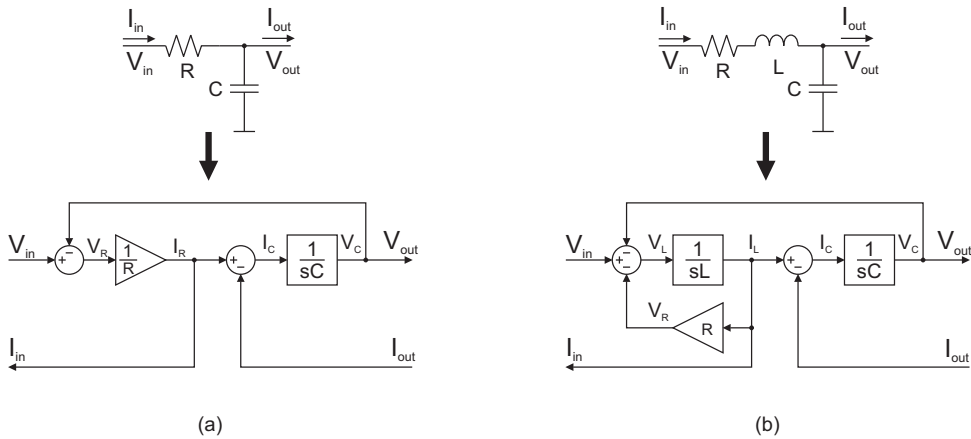 I_in I_out
V_in R V_out
C
V_in + − V_R 1/R I_R + − I_C 1/sC V_C V_out
I_in I_out
(a)
I_in I_out
V_in R L V_out
C
V_in + − − V_L 1/sL I_L + − I_C 1/sC V_C V_out
V_R R
I_in I_out
(b)